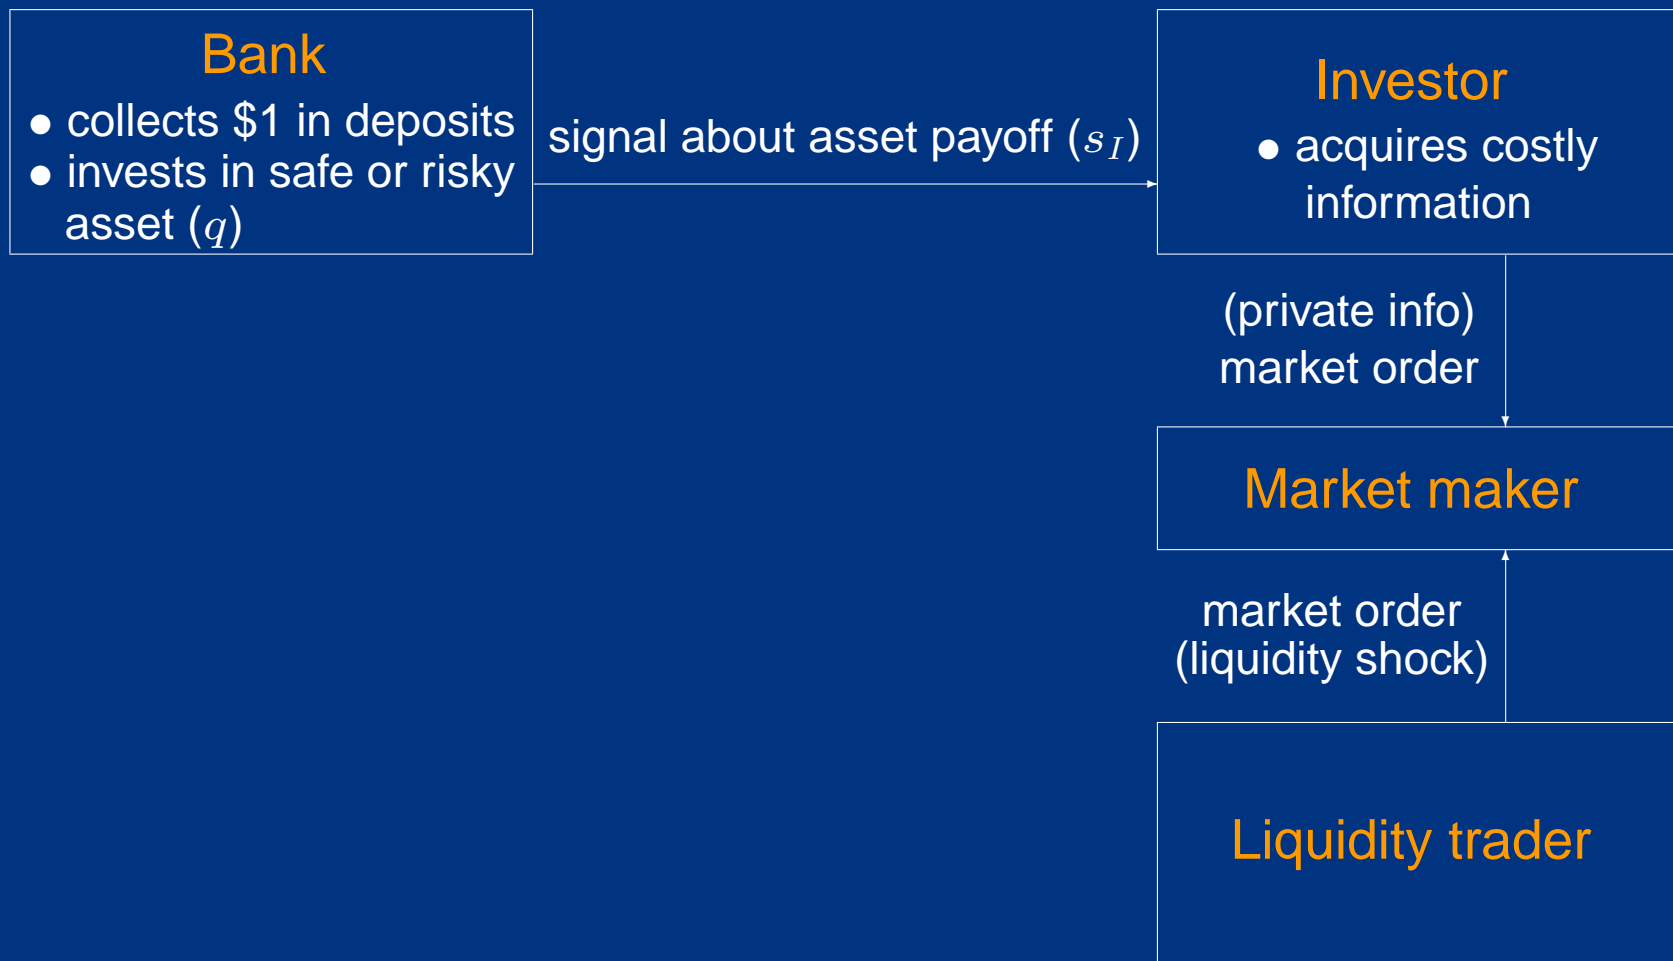 Bank
● collects $1 in deposits
● invests in safe or risky
asset (q)
signal about asset payoff (s_I)
Investor
● acquires costly
information
(private info)
market order
Market maker
market order
(liquidity shock)
Liquidity trader